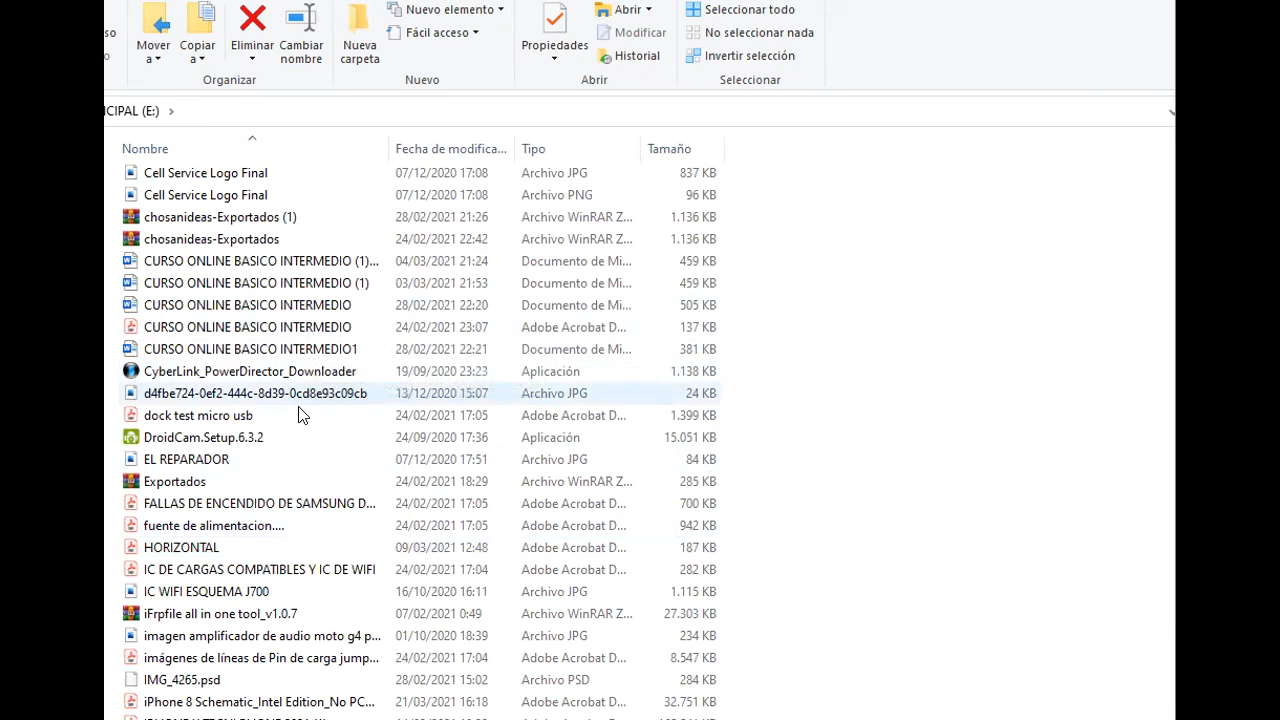 Nuevo elemento
Abrir
Seleccionar todo
so
Mover a
Copiar a
Eliminar
Cambiar nombre
Nueva carpeta
Fácil acceso
Propiedades
Modificar
Historial
No seleccionar nada
Invertir selección
Organizar
Nuevo
Abrir
Seleccionar
NCIPAL (E:)
Nombre Fecha de modifica... Tipo Tamaño
Cell Service Logo Final 07/12/2020 17:08 Archivo JPG 837 KB
Cell Service Logo Final 07/12/2020 17:08 Archivo PNG 96 KB
chosanideas-Exportados (1) 28/02/2021 21:26 Archivo WinRAR Z... 1.136 KB
chosanideas-Exportados 24/02/2021 22:42 Archivo WinRAR Z... 1.136 KB
CURSO ONLINE BASICO INTERMEDIO (1)... 04/03/2021 21:24 Documento de Mi... 459 KB
CURSO ONLINE BASICO INTERMEDIO (1) 03/03/2021 21:53 Documento de Mi... 459 KB
CURSO ONLINE BASICO INTERMEDIO 28/02/2021 22:20 Documento de Mi... 505 KB
CURSO ONLINE BASICO INTERMEDIO 24/02/2021 23:07 Adobe Acrobat D... 137 KB
CURSO ONLINE BASICO INTERMEDIO1 28/02/2021 22:21 Documento de Mi... 381 KB
CyberLink_PowerDirector_Downloader 19/09/2020 23:23 Aplicación 1.138 KB
d4fbe724-0ef2-444c-8d39-0cd8e93c09cb 13/12/2020 15:07 Archivo JPG 24 KB
dock test micro usb 24/02/2021 17:05 Adobe Acrobat D... 1.399 KB
DroidCam.Setup.6.3.2 24/09/2020 17:36 Aplicación 15.051 KB
EL REPARADOR 07/12/2020 17:51 Archivo JPG 84 KB
Exportados 24/02/2021 18:29 Archivo WinRAR Z... 285 KB
FALLAS DE ENCENDIDO DE SAMSUNG D... 24/02/2021 17:05 Adobe Acrobat D... 700 KB
fuente de alimentacion.... 24/02/2021 17:05 Adobe Acrobat D... 942 KB
HORIZONTAL 09/03/2021 12:48 Adobe Acrobat D... 187 KB
IC DE CARGAS COMPATIBLES Y IC DE WIFI 24/02/2021 17:04 Adobe Acrobat D... 282 KB
IC WIFI ESQUEMA J700 16/10/2020 16:11 Archivo JPG 1.115 KB
iFrpfile all in one tool_v1.0.7 07/02/2021 0:49 Archivo WinRAR Z... 27.303 KB
imagen amplificador de audio moto g4 p... 01/10/2020 18:39 Archivo JPG 234 KB
imágenes de líneas de Pin de carga jump... 24/02/2021 17:04 Adobe Acrobat D... 8.547 KB
IMG_4265.psd 28/02/2021 15:02 Archivo PSD 284 KB
iPhone 8 Schematic_Intel Edition_No PC... 21/03/2021 16:18 Adobe Acrobat D... 32.751 KB